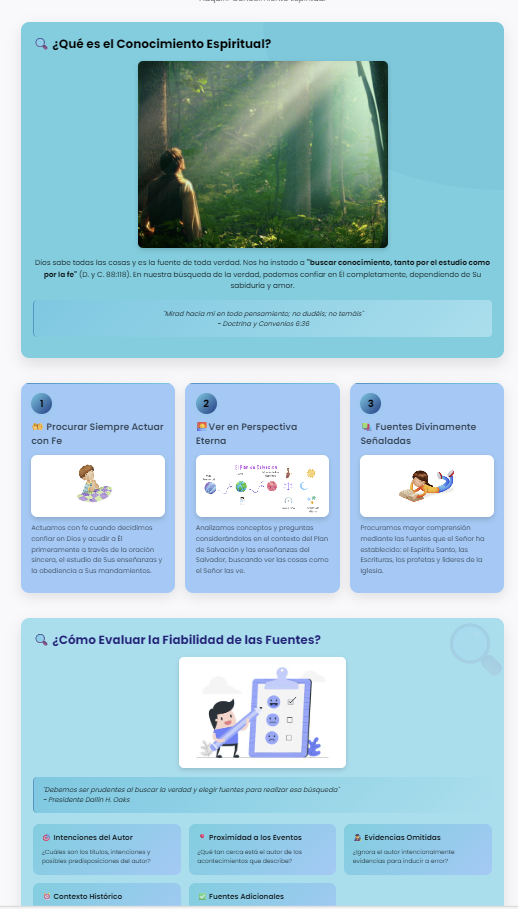 ¿Qué es el Conocimiento Espiritual?
Dios sabe todas las cosas y es la fuente de toda verdad. Nos ha instado a "buscar conocimiento, tanto por el estudio como
por la fe" (D. y C. 88:118). En nuestra búsqueda de la verdad, podemos confiar en Él completamente, dependiendo de Su
sabiduría y amor.
"Mirad hacia mí en todo pensamiento; no dudéis; no temáis"
- Doctrina y Convenios 6:36
1
Procurar Siempre Actuar
con Fe
Actuamos con fe cuando decidimos
confiar en Dios y acudir a Él
primeramente a través de la oración
sincera, el estudio de Sus enseñanzas y
la obediencia a Sus mandamientos.
2
Ver en Perspectiva
Eterna
El Plan de Salvación
Analizamos conceptos y preguntas
considerándolos en el contexto del Plan
de Salvación y las enseñanzas del
Salvador, buscando ver las cosas como
el Señor las ve.
3
Fuentes Divinamente
Señaladas
Procuramos mayor comprensión
mediante las fuentes que el Señor ha
establecido: el Espíritu Santo, las
Escrituras, los profetas y líderes de la
Iglesia.
¿Cómo Evaluar la Fiabilidad de las Fuentes?
"Debemos ser prudentes al buscar la verdad y elegir fuentes para realizar esa búsqueda"
- Presidente Dallin H. Oaks
Intenciones del Autor
¿Cuáles son los títulos, intenciones y
posibles predisposiciones del autor?
Proximidad a los Eventos
¿Qué tan cerca está el autor de los
acontecimientos que describe?
Evidencias Omitidas
¿Ignora el autor intencionalmente
evidencias para inducir a error?
Contexto Histórico
Fuentes Adicionales